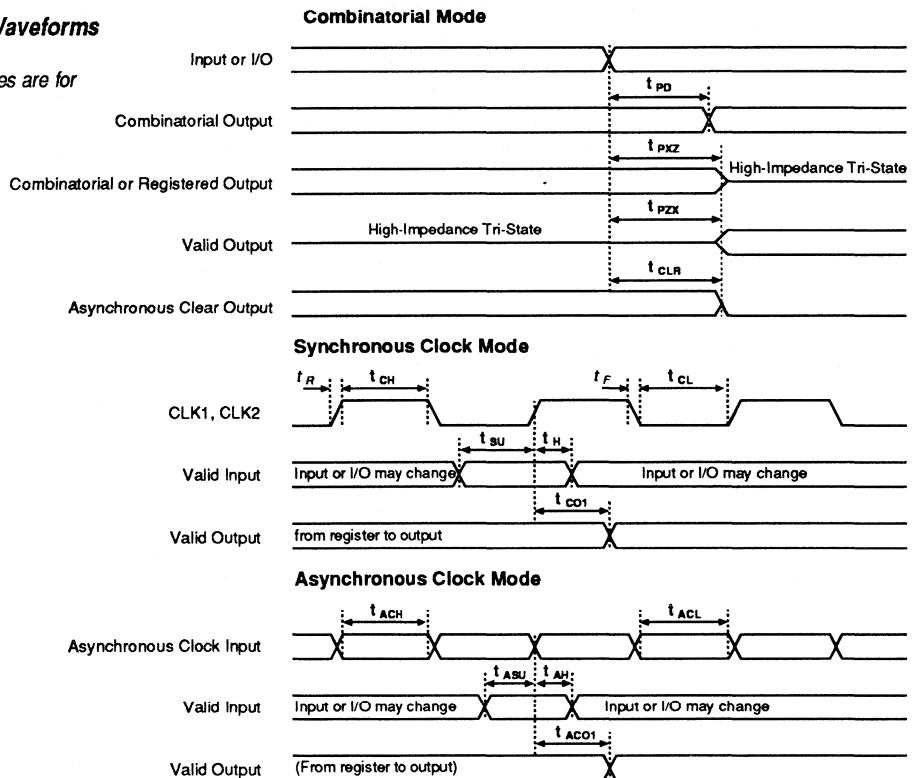 Waveforms
es are for
Combinatorial Mode
Input or I/O
t PD
Combinatorial Output
t PXZ
High-Impedance Tri-State
Combinatorial or Registered Output
t PZX
High-Impedance Tri-State
Valid Output
t CLR
Asynchronous Clear Output
Synchronous Clock Mode
t R
t CH
t F
t CL
CLK1, CLK2
t SU
t H
Valid Input
Input or I/O may change
Input or I/O may change
t CO1
Valid Output
from register to output
Asynchronous Clock Mode
t ACH
t ACL
Asynchronous Clock Input
t ASU
t AH
Valid Input
Input or I/O may change
Input or I/O may change
t ACO1
Valid Output
(From register to output)